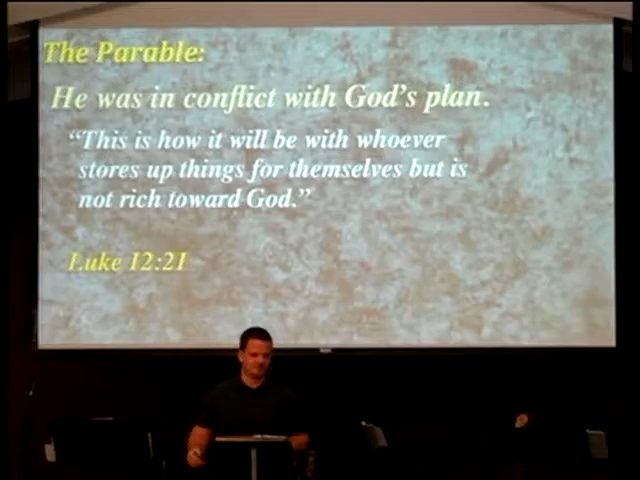 The Parable:
He was in conflict with God's plan.
“This is how it will be with whoever
stores up things for themselves but is
not rich toward God.”
Luke 12:21